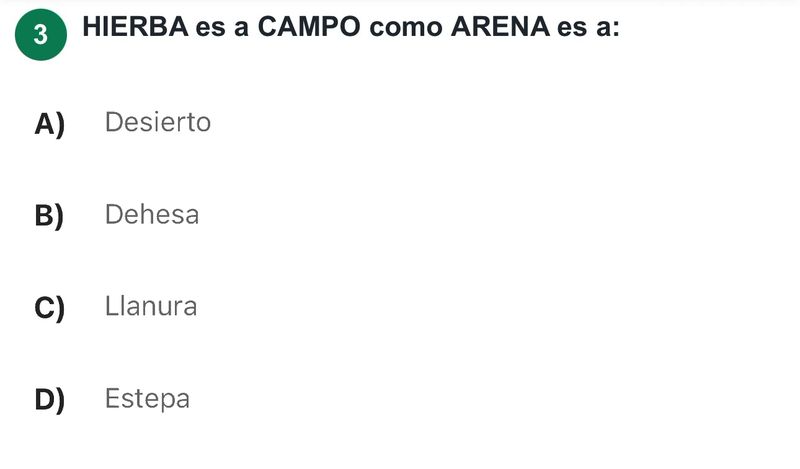 3 HIERBA es a CAMPO como ARENA es a:
A) Desierto
B) Dehesa
C) Llanura
D) Estepa